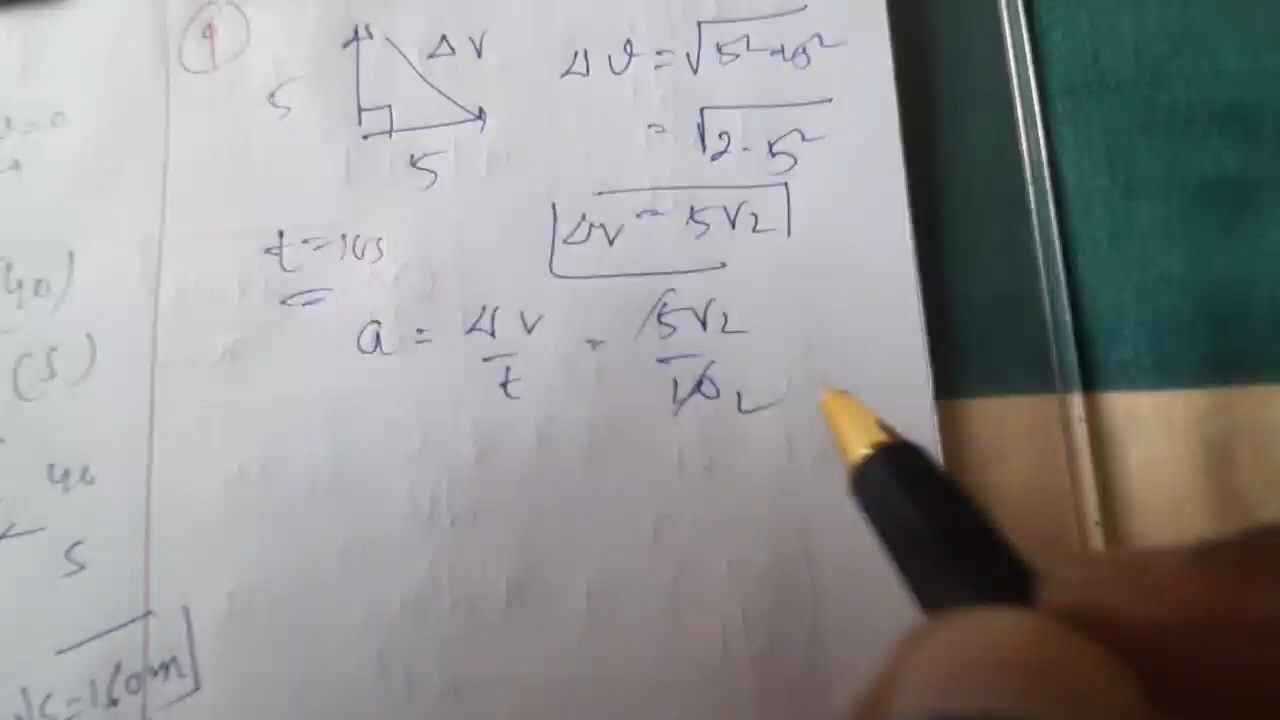 9
5
ΔV
5
Δv = √5²+5²
= √2·5²
ΔV = 5√2
t = 10s
a = ΔV/t = 5√2/10 2
40)
(5)
40
5
S=160m